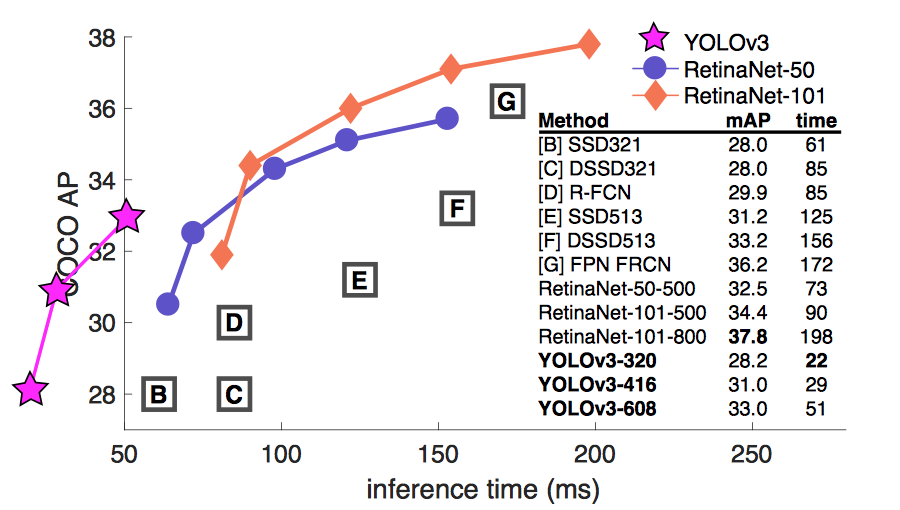 38
36
34
32
30
28
COCO AP
50
100
150
200
250
inference time (ms)
B
C
D
E
F
G
YOLOv3
RetinaNet-50
RetinaNet-101
Method mAP time
[B] SSD321 28.0 61
[C] DSSD321 28.0 85
[D] R-FCN 29.9 85
[E] SSD513 31.2 125
[F] DSSD513 33.2 156
[G] FPN FRCN 36.2 172
RetinaNet-50-500 32.5 73
RetinaNet-101-500 34.4 90
RetinaNet-101-800 37.8 198
YOLOv3-320 28.2 22
YOLOv3-416 31.0 29
YOLOv3-608 33.0 51